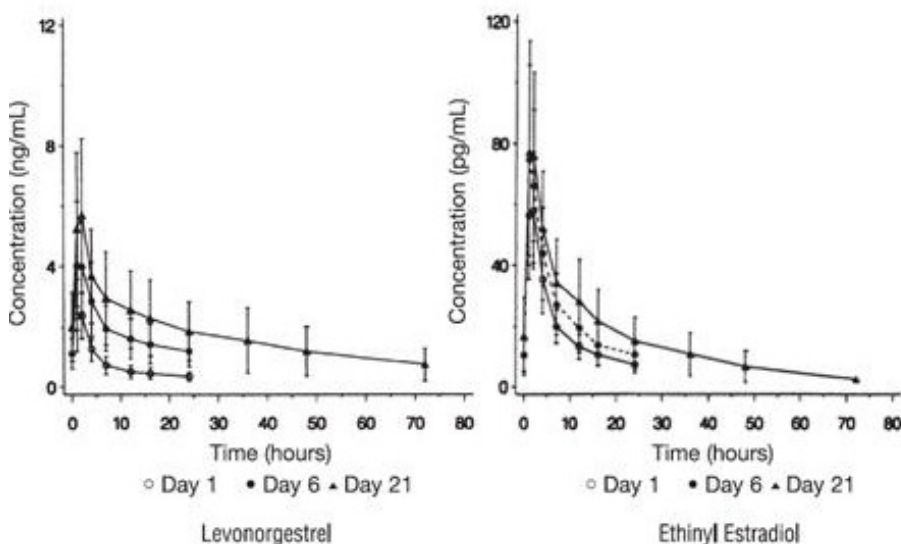 12
8
4
0
Concentration (ng/mL)
0 10 20 30 40 50 60 70 80
Time (hours)
○ Day 1 • Day 6 ▲ Day 21
Levonorgestrel
120
80
40
0
Concentration (pg/mL)
0 10 20 30 40 50 60 70 80
Time (hours)
○ Day 1 • Day 6 ▲ Day 21
Ethinyl Estradiol